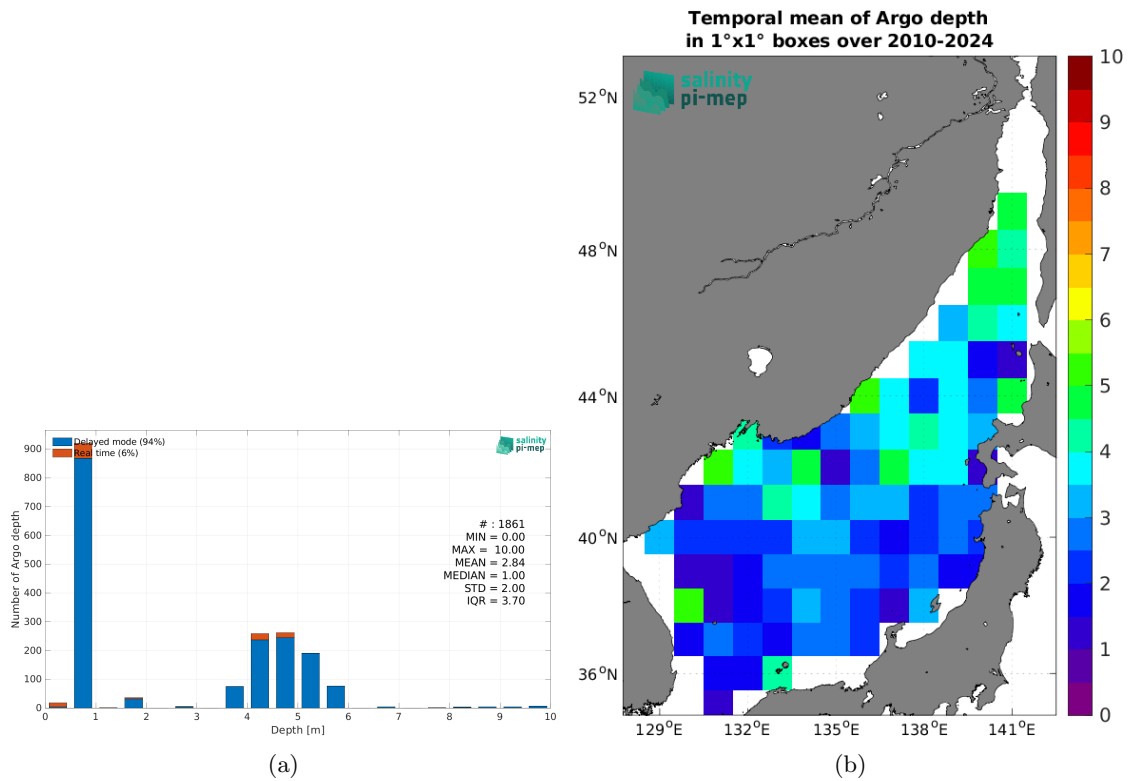 Temporal mean of Argo depth
in 1°x1° boxes over 2010-2024
salinity
pi-mep
52°N
48°N
44°N
40°N
36°N
129°E
132°E
135°E
138°E
141°E
10
9
8
7
6
5
4
3
2
1
0
Delayed mode (94%)
Real time (6%)
salinity
pi-mep
# : 1861
MIN = 0.00
MAX = 10.00
MEAN = 2.84
MEDIAN = 1.00
STD = 2.00
IQR = 3.70
Number of Argo depth
900
800
700
600
500
400
300
200
100
0
0 1 2 3 4 5 6 7 8 9 10
Depth [m]
(a)
(b)